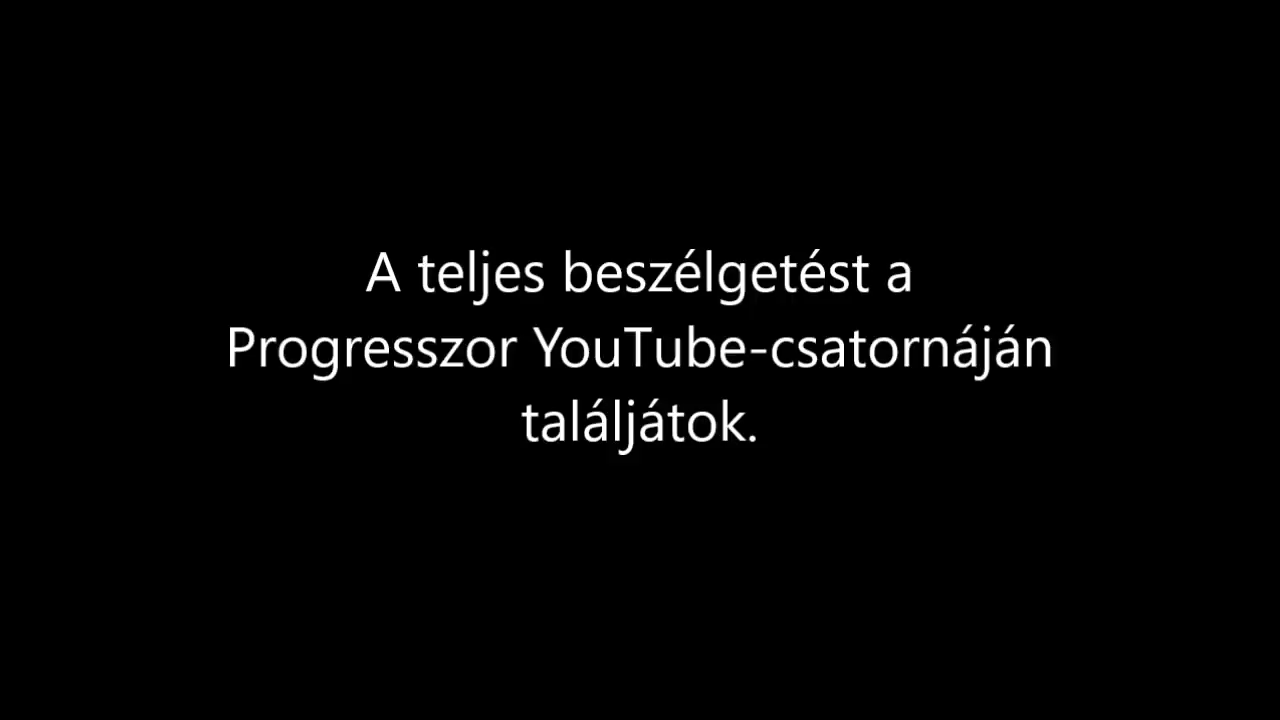 A teljes beszélgetést a
Progresszor YouTube-csatornáján
találjátok.